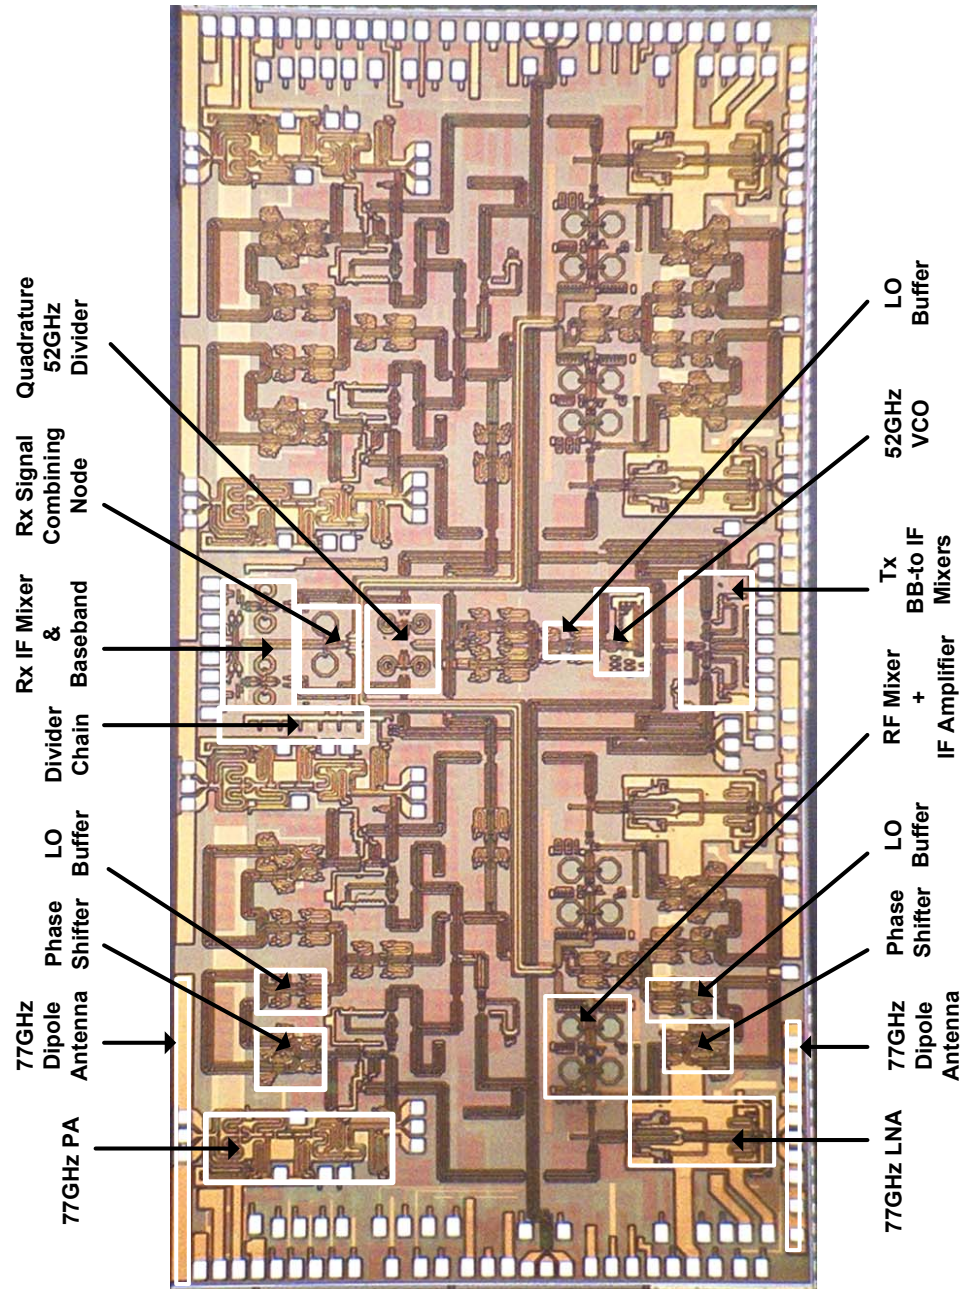 77GHz PA
77GHz
Dipole
Antenna
Phase
Shifter
LO
Buffer
Divider
Chain
Rx IF Mixer
&
Baseband
Rx Signal
Combining
Node
Quadrature
52GHz
Divider
77GHz LNA
77GHz
Dipole
Antenna
Phase
Shifter
LO
Buffer
RF Mixer
+
IF Amplifier
Tx
BB-to IF
Mixers
52GHz
VCO
LO
Buffer